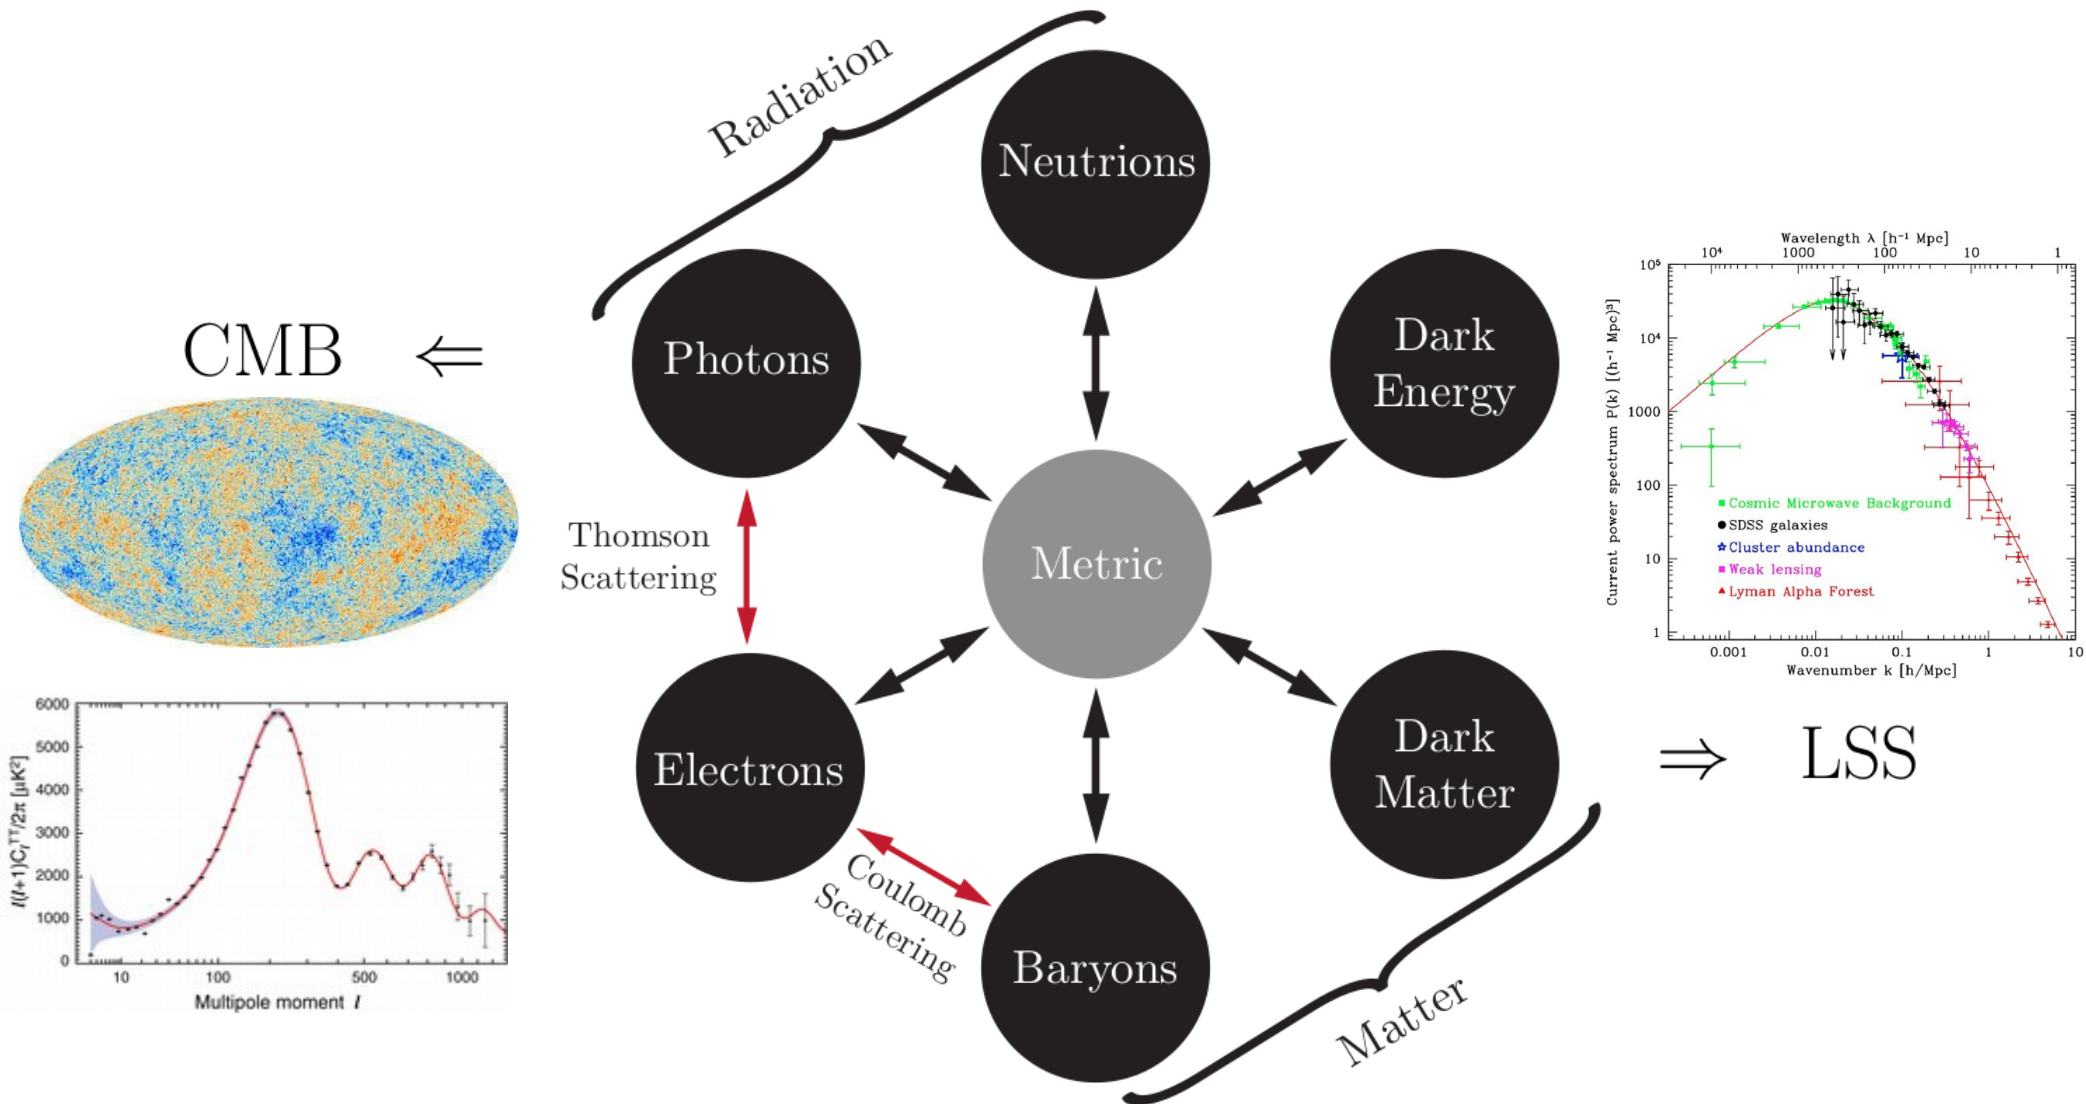 Radiation
Neutrions
Photons
Dark
Energy
CMB ⇐
Metric
Thomson
Scattering
Electrons
Dark
Matter
⇒ LSS
Coulomb
Scattering
Baryons
Matter
6000
5000
4000
3000
2000
1000
0
l(l+1)C_l^TT/2π [μK²]
10 100 500 1000
Multipole moment l
Wavelength λ [h⁻¹ Mpc]
10⁴ 1000 100 10 1
10⁵
10⁴
1000
100
10
1
Current power spectrum P(k) [(h⁻¹ Mpc)³]
Cosmic Microwave Background
SDSS galaxies
Cluster abundance
Weak lensing
Lyman Alpha Forest
0.001 0.01 0.1 1 10
Wavenumber k [h/Mpc]